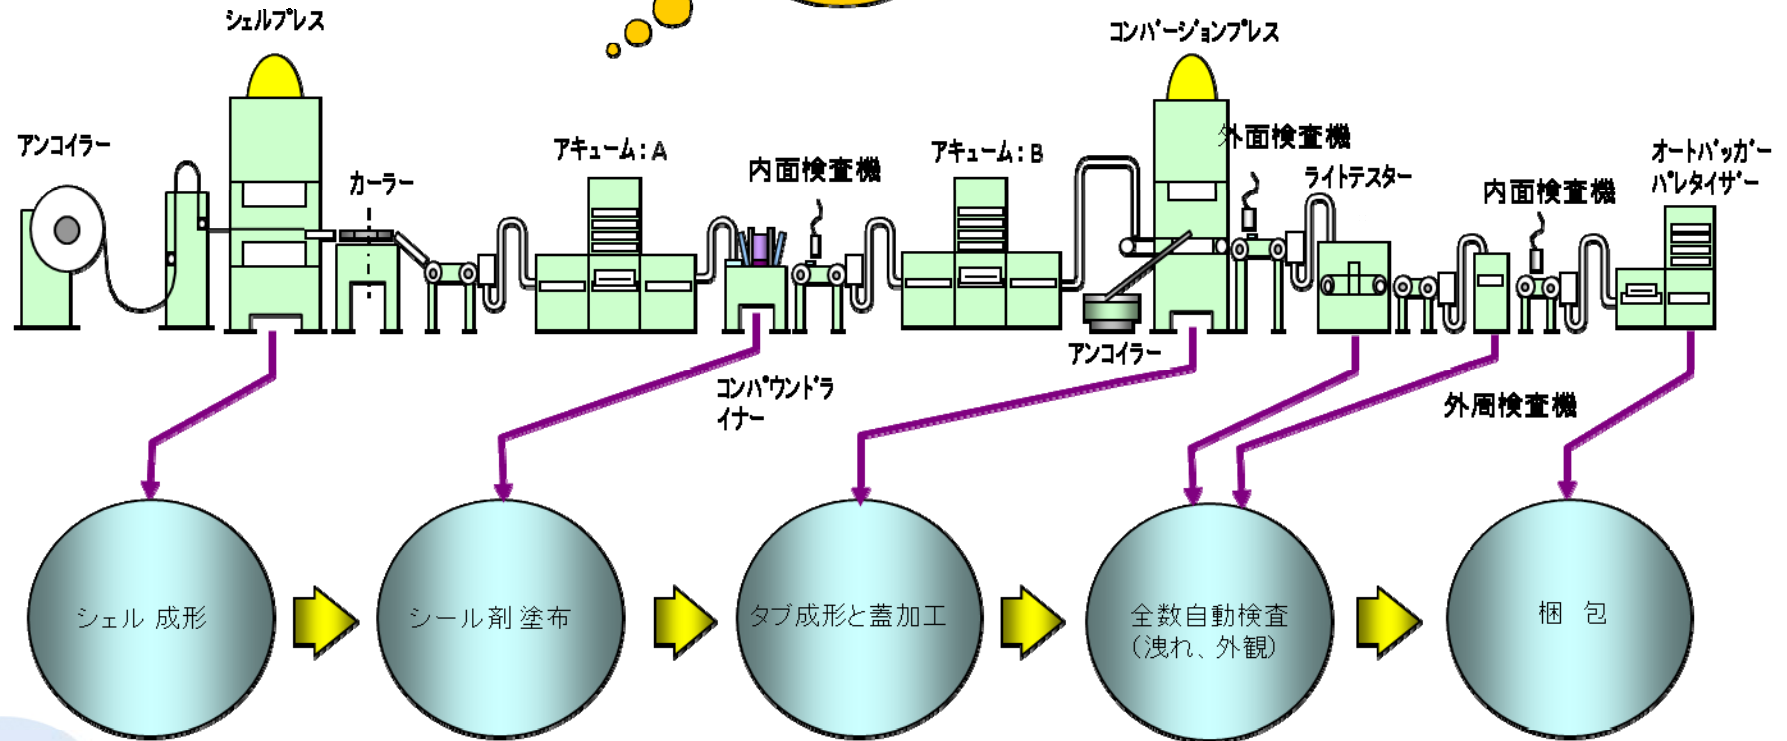 シェルプレス
コンバージョンプレス
アンコイラー
カーラー
アキューム：A
内面検査機
アキューム：B
外面検査機
ライトテスター
内面検査機
オートバッガー
パレタイザー
コンパウンドラ
イナー
アンコイラー
外周検査機
シェル 成形
シール剤 塗布
タブ成形と蓋加工
全数自動検査
（洩れ、外観）
梱 包